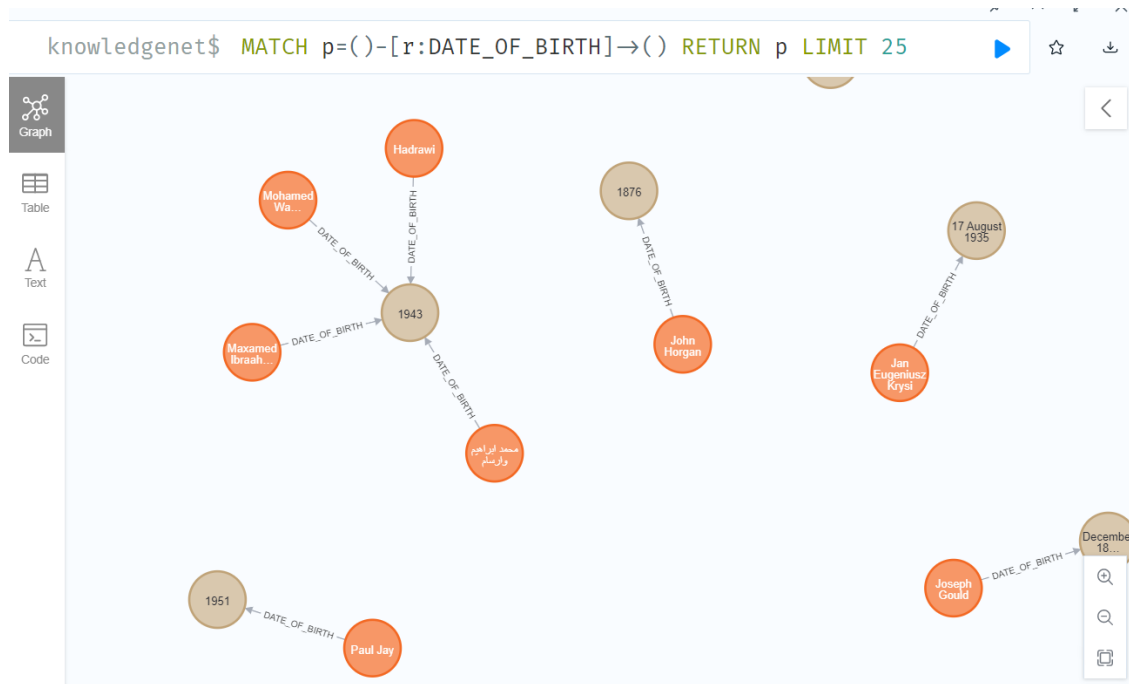 knowledgenet$ MATCH p=()-[r:DATE_OF_BIRTH]→() RETURN p LIMIT 25
Graph
Table
Text
Code
Hadrawi
Mohamed
Wa...
DATE_OF_BIRTH
DATE_OF_BIRTH
1943
DATE_OF_BIRTH
Maxamed
Ibraah...
DATE_OF_BIRTH
محمد ابراهيم
وارسام
1876
DATE_OF_BIRTH
John
Horgan
17 August
1935
DATE_OF_BIRTH
Jan
Eugeniusz
Krysi
1951
DATE_OF_BIRTH
Paul Jay
Decembe
18...
DATE_OF_BIRTH
Joseph
Gould